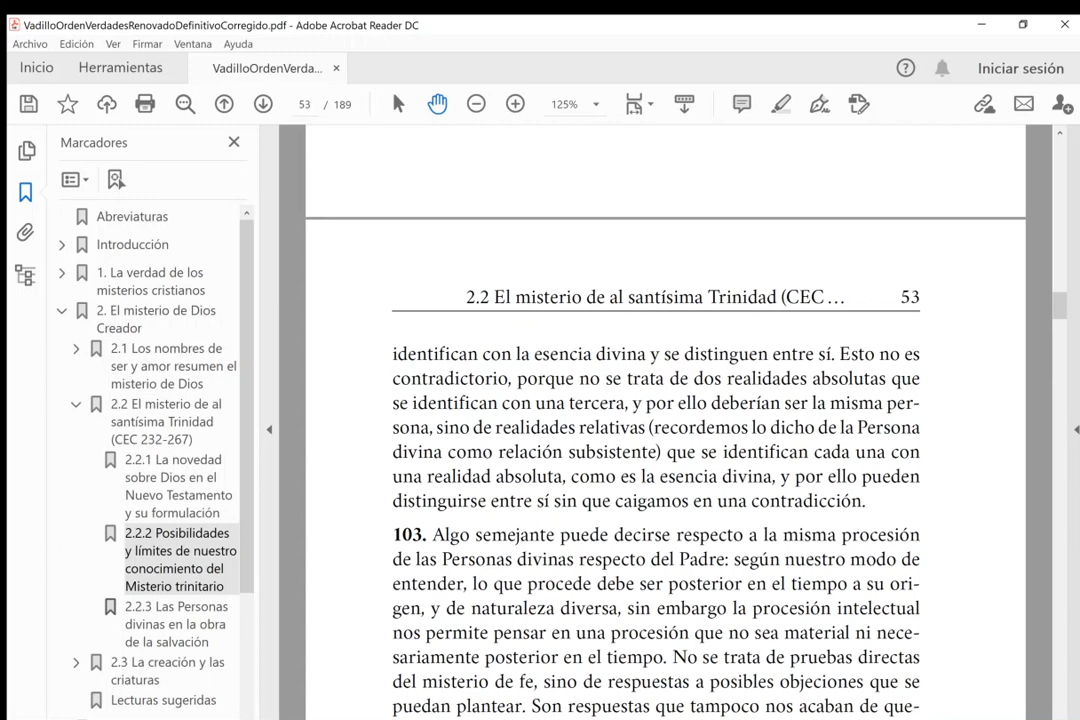 VadilloOrdenVerdadesRenovadoDefinitivoCorregido.pdf - Adobe Acrobat Reader DC
Archivo Edición Ver Firmar Ventana Ayuda
Inicio Herramientas VadilloOrdenVerda... × Iniciar sesión
53 / 189 125%
Marcadores
Abreviaturas
Introducción
1. La verdad de los
misterios cristianos
2. El misterio de Dios
Creador
2.1 Los nombres de
ser y amor resumen el
misterio de Dios
2.2 El misterio de al
santísima Trinidad
(CEC 232-267)
2.2.1 La novedad
sobre Dios en el
Nuevo Testamento
y su formulación
2.2.2 Posibilidades
y límites de nuestro
conocimiento del
Misterio trinitario
2.2.3 Las Personas
divinas en la obra
de la salvación
2.3 La creación y las
criaturas
Lecturas sugeridas
2.2 El misterio de al santísima Trinidad (CEC ... 53
identifican con la esencia divina y se distinguen entre sí. Esto no es
contradictorio, porque no se trata de dos realidades absolutas que
se identifican con una tercera, y por ello deberían ser la misma per-
sona, sino de realidades relativas (recordemos lo dicho de la Persona
divina como relación subsistente) que se identifican cada una con
una realidad absoluta, como es la esencia divina, y por ello pueden
distinguirse entre sí sin que caigamos en una contradicción.
103. Algo semejante puede decirse respecto a la misma procesión
de las Personas divinas respecto del Padre: según nuestro modo de
entender, lo que procede debe ser posterior en el tiempo a su ori-
gen, y de naturaleza diversa, sin embargo la procesión intelectual
nos permite pensar en una procesión que no sea material ni nece-
sariamente posterior en el tiempo. No se trata de pruebas directas
del misterio de fe, sino de respuestas a posibles objeciones que se
puedan plantear. Son respuestas que tampoco nos acaban de que-